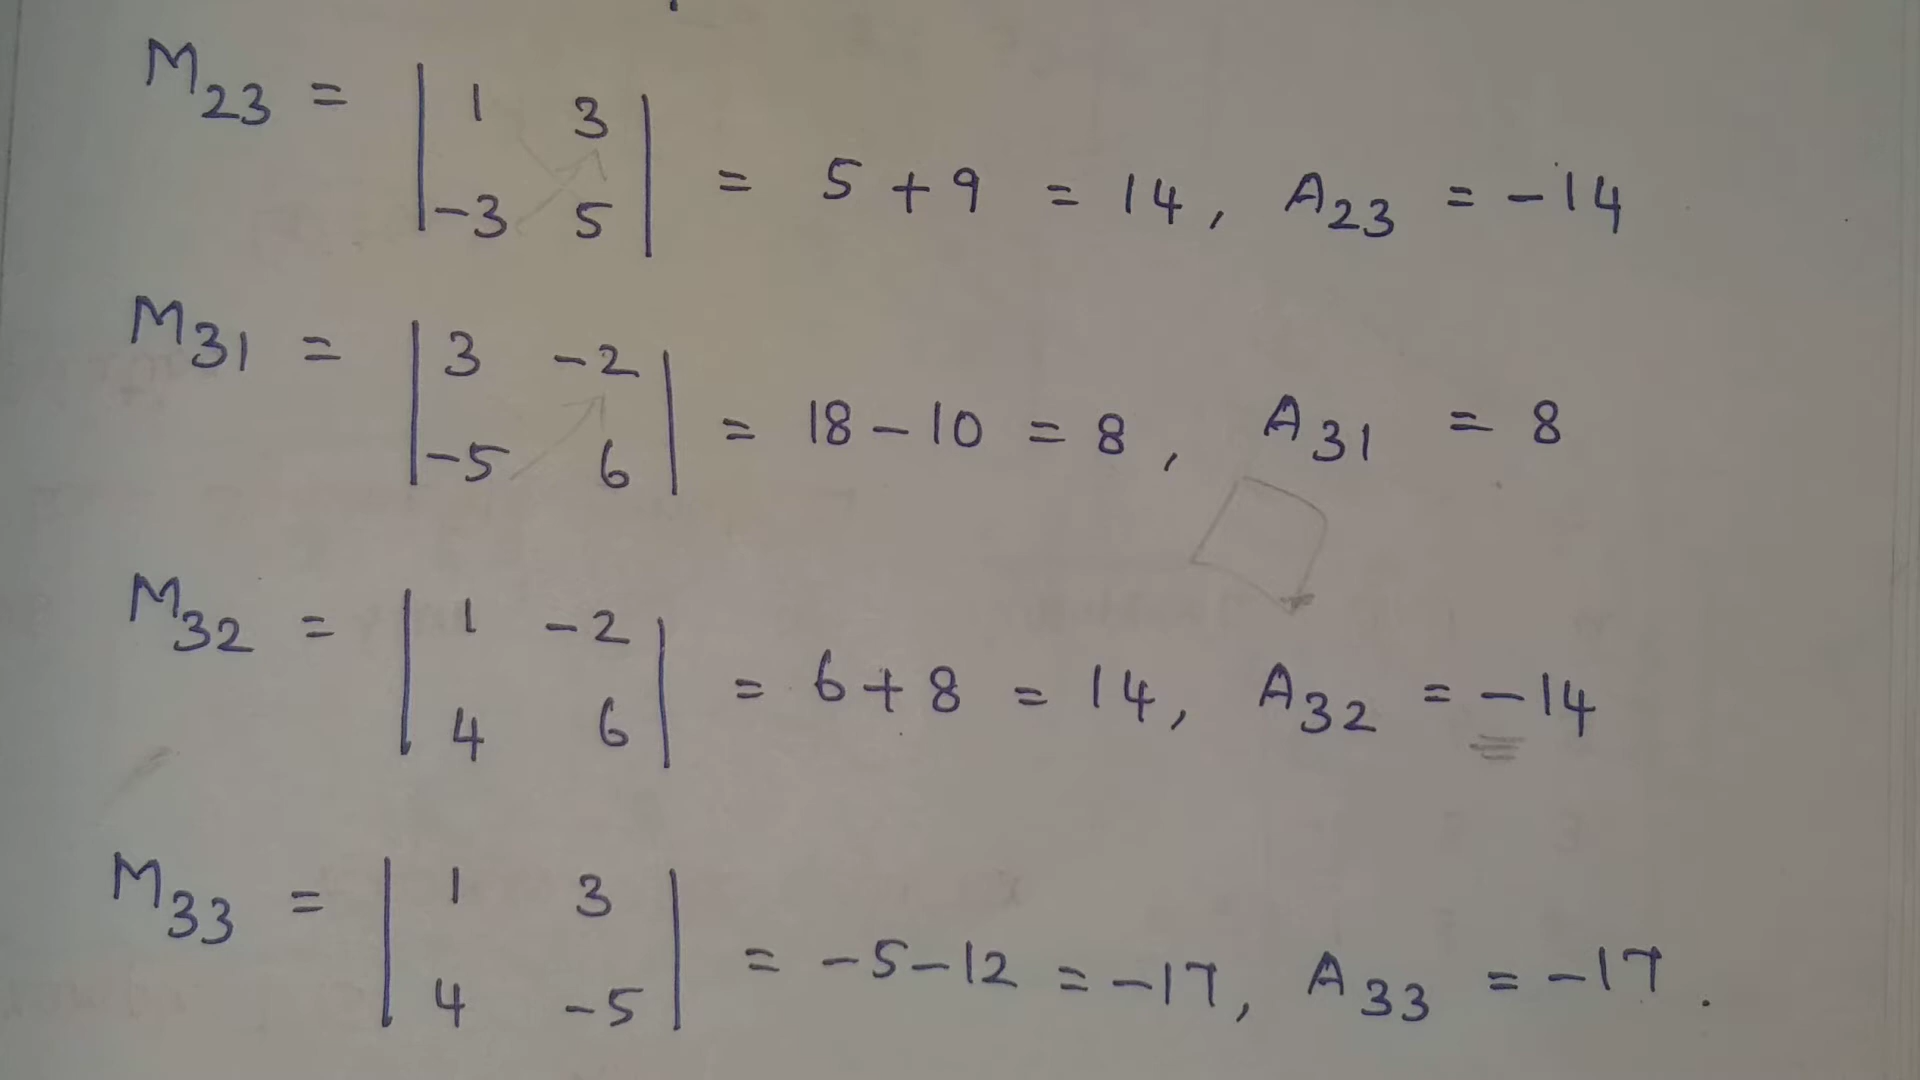 M23 = | 1 3 |
| -3 5 | = 5 + 9 = 14, A23 = -14
M31 = | 3 -2 |
| -5 6 | = 18 - 10 = 8, A31 = 8
M32 = | 1 -2 |
| 4 6 | = 6 + 8 = 14, A32 = -14
M33 = | 1 3 |
| 4 -5 | = -5 - 12 = -17, A33 = -17.